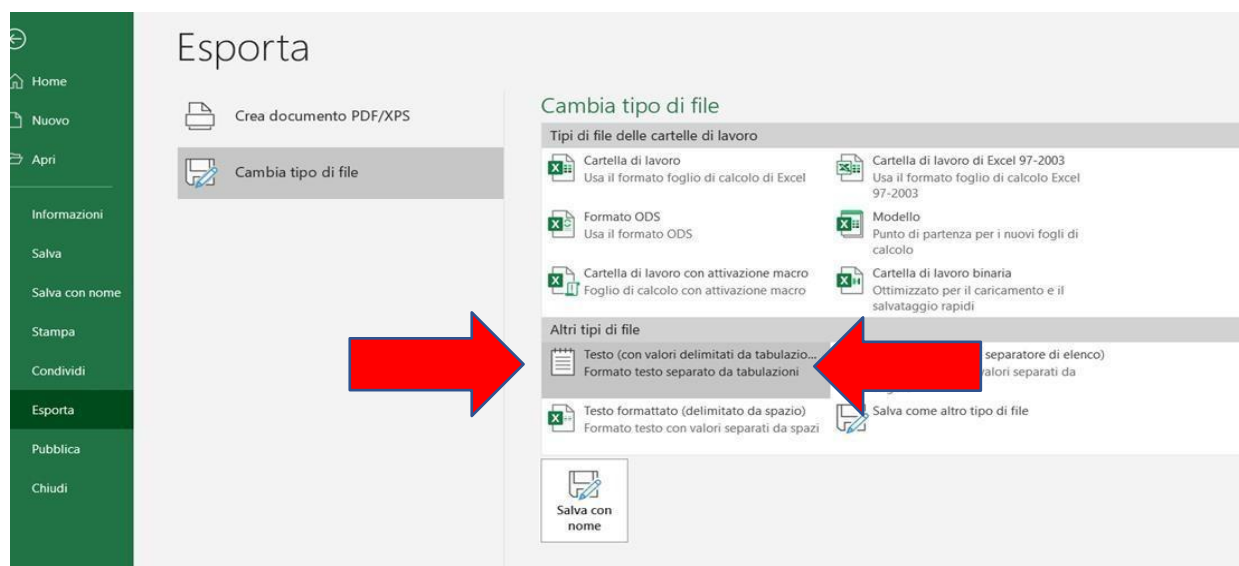 Esporta
Home
Nuovo
Apri
Informazioni
Salva
Salva con nome
Stampa
Condividi
Esporta
Pubblica
Chiudi
Crea documento PDF/XPS
Cambia tipo di file
Cambia tipo di file
Tipi di file delle cartelle di lavoro
Cartella di lavoro
Usa il formato foglio di calcolo di Excel
Cartella di lavoro di Excel 97-2003
Usa il formato foglio di calcolo Excel
97-2003
Formato ODS
Usa il formato ODS
Modello
Punto di partenza per i nuovi fogli di
calcolo
Cartella di lavoro con attivazione macro
Foglio di calcolo con attivazione macro
Cartella di lavoro binaria
Ottimizzato per il caricamento e il
salvataggio rapidi
Altri tipi di file
Testo (con valori delimitati da tabulazio...
Formato testo separato da tabulazioni
separatore di elenco)
valori separati da
Testo formattato (delimitato da spazio)
Formato testo con valori separati da spazi
Salva come altro tipo di file
Salva con
nome